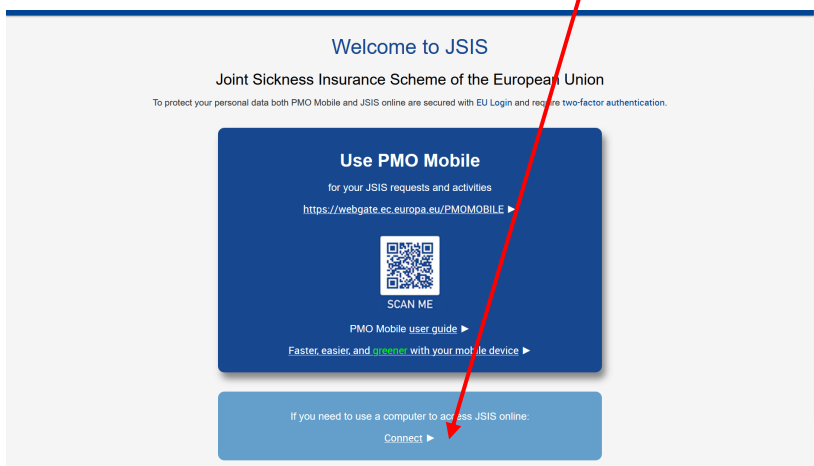 Welcome to JSIS
Joint Sickness Insurance Scheme of the European Union
To protect your personal data both PMO Mobile and JSIS online are secured with EU Login and require two-factor authentication.
Use PMO Mobile
for your JSIS requests and activities
https://webgate.ec.europa.eu/PMOMOBILE ►
SCAN ME
PMO Mobile user guide ►
Faster, easier, and greener with your mobile device ►
If you need to use a computer to access JSIS online:
Connect ►